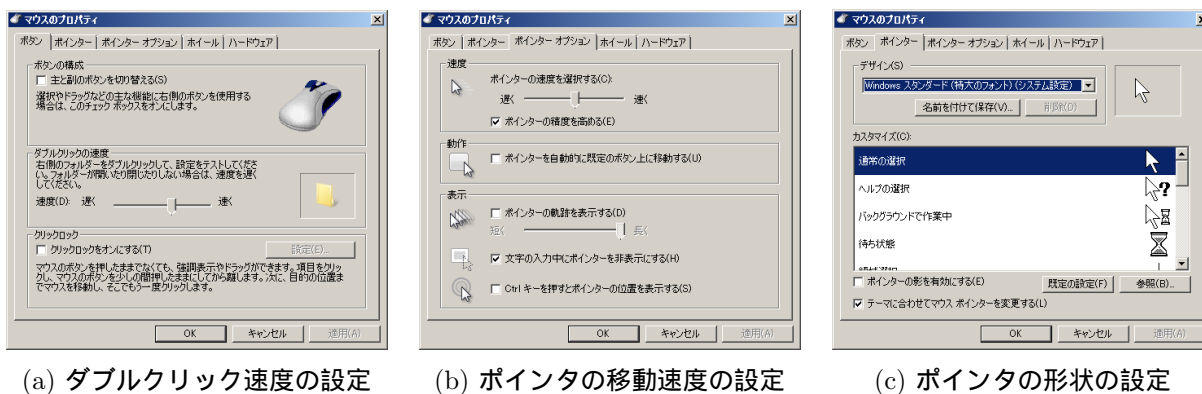 マウスのプロパティ
ボタン ポインター ポインター オプション ホイール ハードウェア
ボタンの構成
主と副のボタンを切り替える(S)
選択やドラッグなどの主な機能に右側のボタンを使用する
場合は、このチェック ボックスをオンにします。
ダブルクリックの速度
右側のフォルダーをダブルクリックして、設定をテストしてくださ
い。フォルダーが開いたり閉じたりしない場合は、速度を遅く
してください。
速度(D): 遅く 速く
クリックロック
クリックロックをオンにする(T) 設定(E)...
マウスのボタンを押したままでなくても、強調表示やドラッグができます。項目をクリッ
クし、マウスのボタンを少しの間押したままにしてから離します。次に、目的の位置ま
でマウスを移動し、そこでもう一度クリックします。
OK キャンセル 適用(A)
(a) ダブルクリック速度の設定
マウスのプロパティ
ボタン ポインター ポインター オプション ホイール ハードウェア
速度
ポインターの速度を選択する(C):
遅く 速く
ポインターの精度を高める(E)
動作
ポインターを自動的に既定のボタン上に移動する(U)
表示
ポインターの軌跡を表示する(D)
短く 長く
文字の入力中にポインターを非表示にする(H)
Ctrl キーを押すとポインターの位置を表示する(S)
OK キャンセル 適用(A)
(b) ポインタの移動速度の設定
マウスのプロパティ
ボタン ポインター ポインター オプション ホイール ハードウェア
デザイン(S)
Windows スタンダード (特大のフォント) (システム設定)
名前を付けて保存(V)... 削除(D)
カスタマイズ(C):
通常の選択
ヘルプの選択
バックグラウンドで作業中
待ち状態
ポインターの影を有効にする(E) 既定の設定(F) 参照(B)...
テーマに合わせてマウス ポインターを変更する(L)
OK キャンセル 適用(A)
(c) ポインタの形状の設定